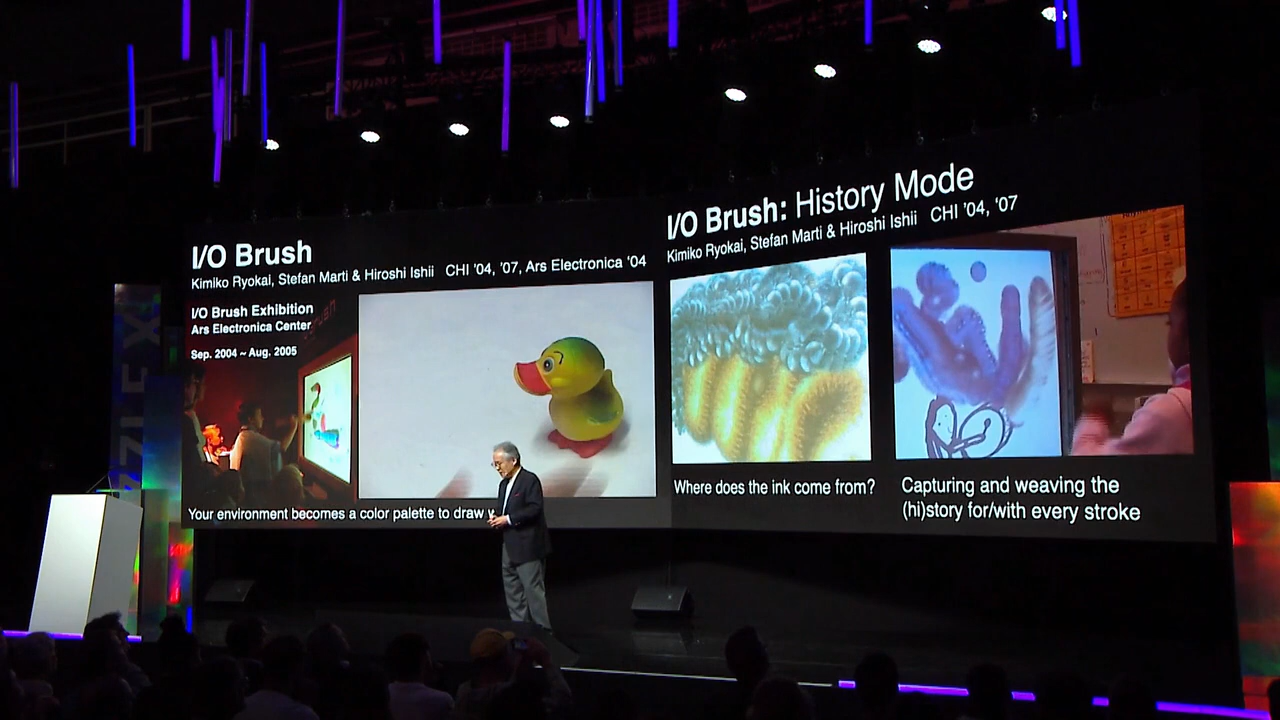 I/O Brush
Kimiko Ryokai, Stefan Marti & Hiroshi Ishii CHI '04, '07, Ars Electronica '04
I/O Brush Exhibition
Ars Electronica Center
Sep. 2004 ~ Aug. 2005
Your environment becomes a color palette to draw
I/O Brush: History Mode
Kimiko Ryokai, Stefan Marti & Hiroshi Ishii CHI '04, '07
Where does the ink come from?
Capturing and weaving the
(hi)story for/with every stroke